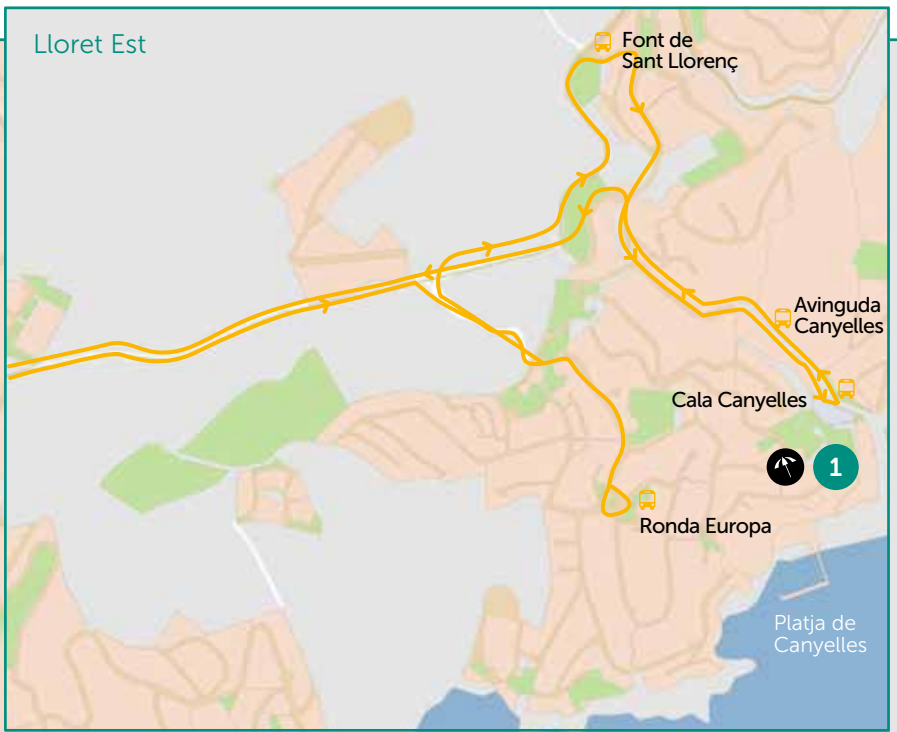 Lloret Est
Font de
Sant Llorenç
Avinguda
Canyelles
Cala Canyelles
1
Ronda Europa
Platja de
Canyelles